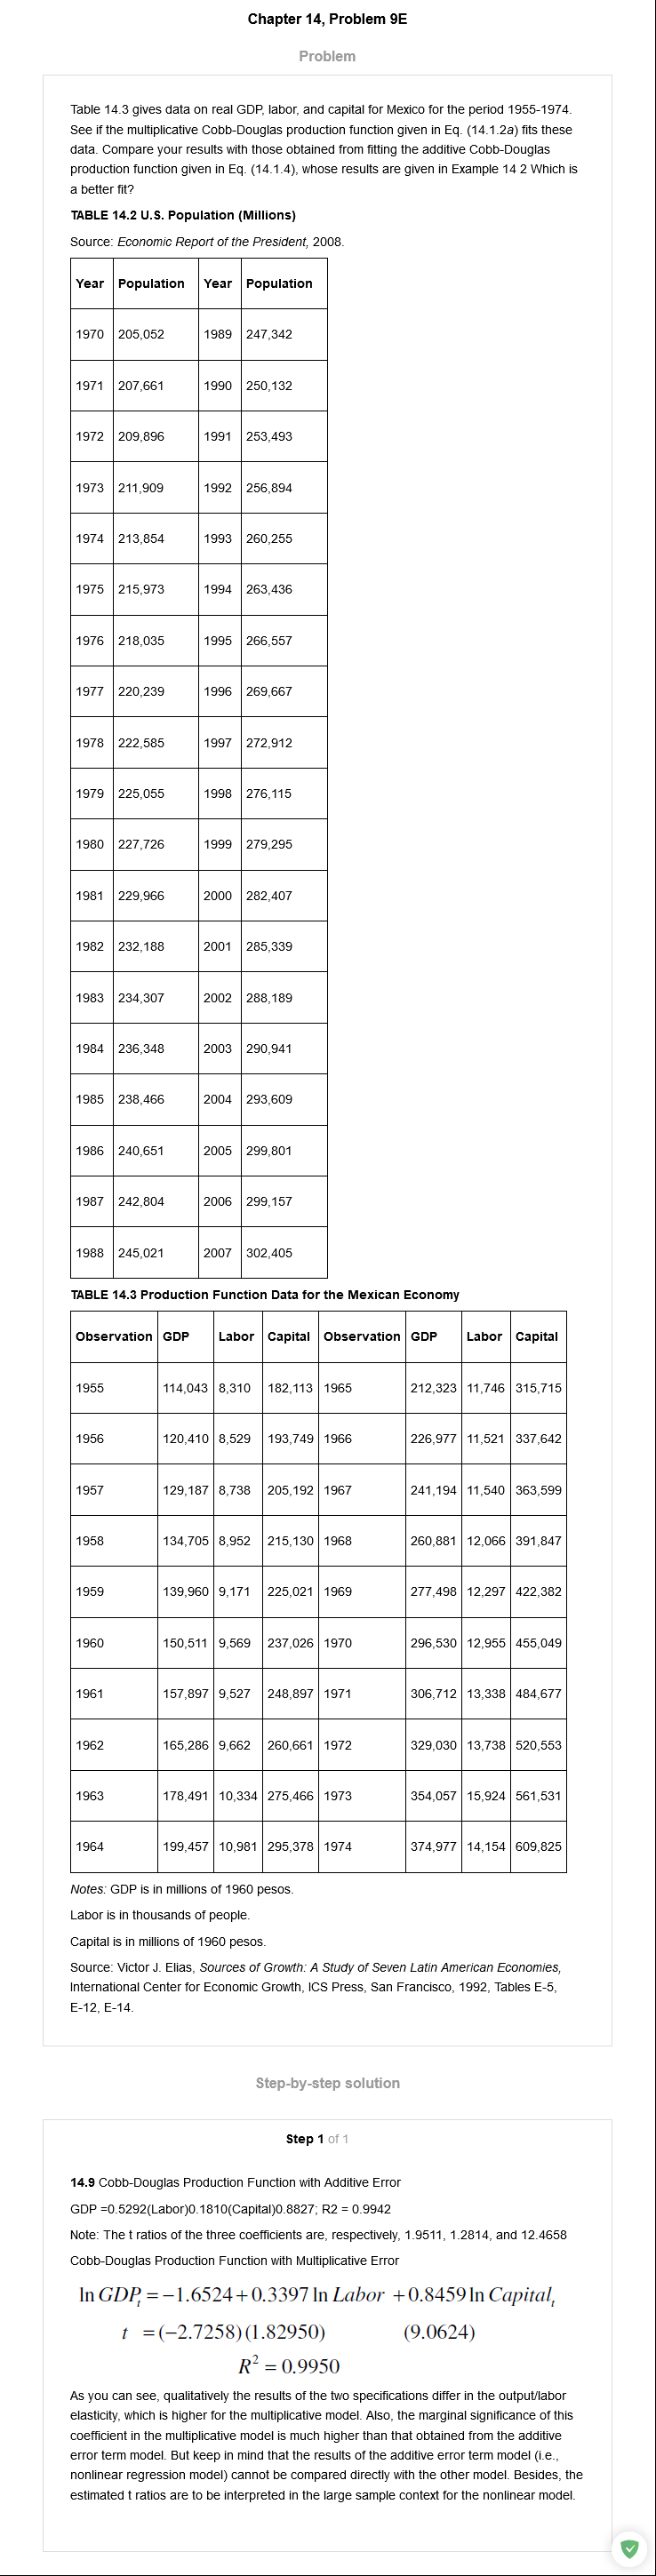 Chapter 14, Problem 9E
Problem
Table 14.3 gives data on real GDP, labor, and capital for Mexico for the period 1955-1974.
See if the multiplicative Cobb-Douglas production function given in Eq. (14.1.2a) fits these
data. Compare your results with those obtained from fitting the additive Cobb-Douglas
production function given in Eq. (14.1.4), whose results are given in Example 14 2 Which is
a better fit?
TABLE 14.2 U.S. Population (Millions)
Source: Economic Report of the President, 2008.
Year Population Year Population
1970 205,052 1989 247,342
1971 207,661 1990 250,132
1972 209,896 1991 253,493
1973 211,909 1992 256,894
1974 213,854 1993 260,255
1975 215,973 1994 263,436
1976 218,035 1995 266,557
1977 220,239 1996 269,667
1978 222,585 1997 272,912
1979 225,055 1998 276,115
1980 227,726 1999 279,295
1981 229,966 2000 282,407
1982 232,188 2001 285,339
1983 234,307 2002 288,189
1984 236,348 2003 290,941
1985 238,466 2004 293,609
1986 240,651 2005 299,801
1987 242,804 2006 299,157
1988 245,021 2007 302,405
TABLE 14.3 Production Function Data for the Mexican Economy
Observation GDP Labor Capital Observation GDP Labor Capital
1955 114,043 8,310 182,113 1965 212,323 11,746 315,715
1956 120,410 8,529 193,749 1966 226,977 11,521 337,642
1957 129,187 8,738 205,192 1967 241,194 11,540 363,599
1958 134,705 8,952 215,130 1968 260,881 12,066 391,847
1959 139,960 9,171 225,021 1969 277,498 12,297 422,382
1960 150,511 9,569 237,026 1970 296,530 12,955 455,049
1961 157,897 9,527 248,897 1971 306,712 13,338 484,677
1962 165,286 9,662 260,661 1972 329,030 13,738 520,553
1963 178,491 10,334 275,466 1973 354,057 15,924 561,531
1964 199,457 10,981 295,378 1974 374,977 14,154 609,825
Notes: GDP is in millions of 1960 pesos.
Labor is in thousands of people.
Capital is in millions of 1960 pesos.
Source: Victor J. Elias, Sources of Growth: A Study of Seven Latin American Economies,
International Center for Economic Growth, ICS Press, San Francisco, 1992, Tables E-5,
E-12, E-14.
Step-by-step solution
Step 1 of 1
14.9 Cobb-Douglas Production Function with Additive Error
GDP =0.5292(Labor)0.1810(Capital)0.8827; R2 = 0.9942
Note: The t ratios of the three coefficients are, respectively, 1.9511, 1.2814, and 12.4658
Cobb-Douglas Production Function with Multiplicative Error
ln GDPₜ = −1.6524 + 0.3397 ln Labor + 0.8459 ln Capitalₜ
t = (−2.7258) (1.82950) (9.0624)
R² = 0.9950
As you can see, qualitatively the results of the two specifications differ in the output/labor
elasticity, which is higher for the multiplicative model. Also, the marginal significance of this
coefficient in the multiplicative model is much higher than that obtained from the additive
error term model. But keep in mind that the results of the additive error term model (i.e.,
nonlinear regression model) cannot be compared directly with the other model. Besides, the
estimated t ratios are to be interpreted in the large sample context for the nonlinear model.